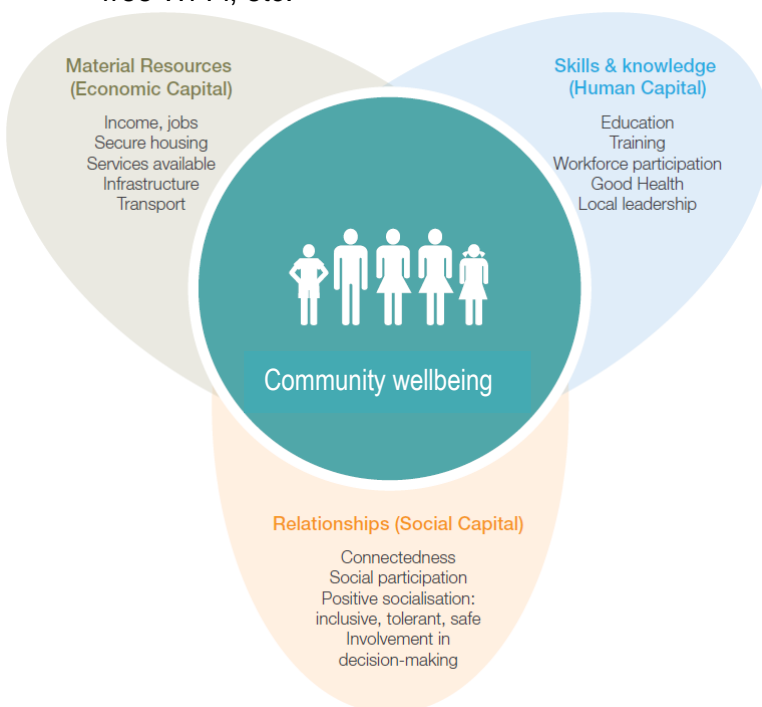 Material Resources
(Economic Capital)
Income, jobs
Secure housing
Services available
Infrastructure
Transport
Skills & knowledge
(Human Capital)
Education
Training
Workforce participation
Good Health
Local leadership
Community wellbeing
Relationships (Social Capital)
Connectedness
Social participation
Positive socialisation:
inclusive, tolerant, safe
Involvement in
decision-making